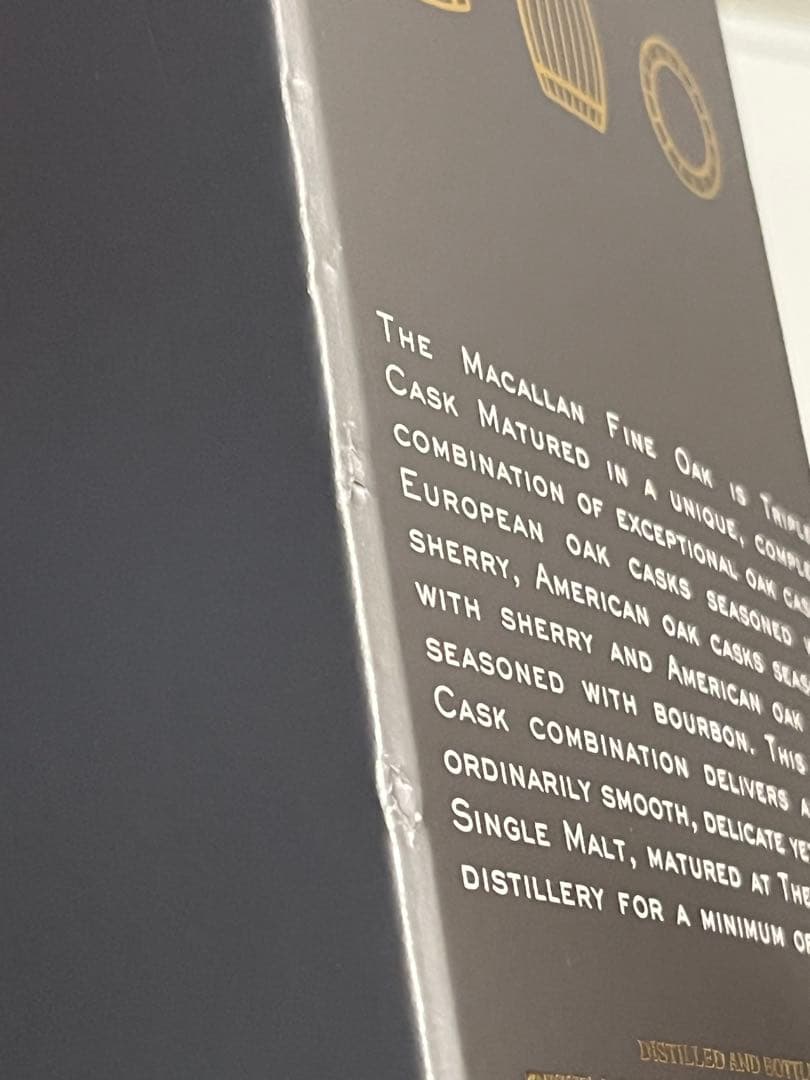 The Macallan Fine Oak is Triple
Cask Matured in a unique,
combination of exceptional oak
European oak casks seasoned
sherry, American oak casks
with sherry and American oak
seasoned with bourbon. This
Cask combination delivers
ordinarily smooth, delicate
Single Malt, matured at The
distillery for a minimum of
DISTILLED AND